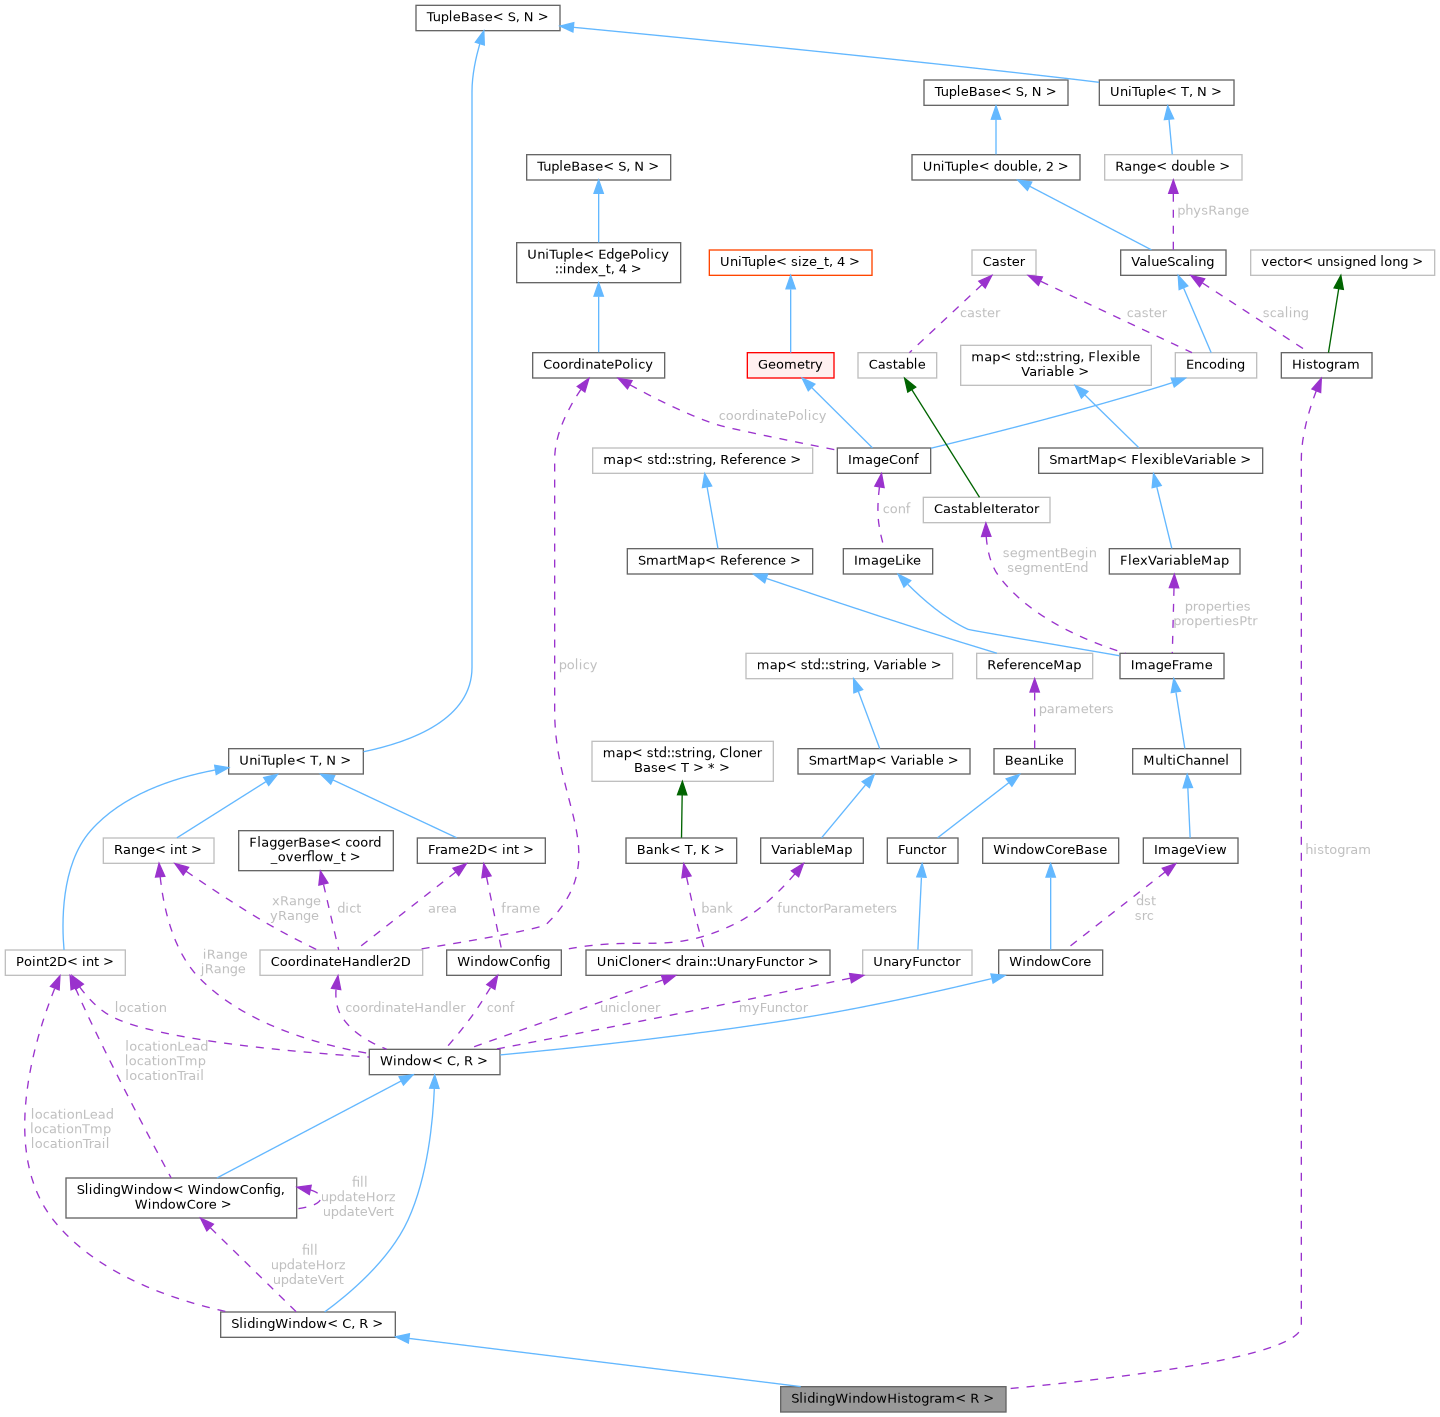 TupleBase< S, N >
TupleBase< S, N >
UniTuple< T, N >
TupleBase< S, N >
UniTuple< double, 2 >
Range< double >
physRange
UniTuple< EdgePolicy
::index_t, 4 >
UniTuple< size_t, 4 >
Caster
ValueScaling
vector< unsigned long >
caster
caster
scaling
CoordinatePolicy
Geometry
Castable
map< std::string, Flexible
Variable >
Encoding
Histogram
coordinatePolicy
map< std::string, Reference >
ImageConf
SmartMap< FlexibleVariable >
conf
CastableIterator
SmartMap< Reference >
ImageLike
segmentBegin
segmentEnd
FlexVariableMap
properties
propertiesPtr
policy
map< std::string, Variable >
ReferenceMap
ImageFrame
parameters
UniTuple< T, N >
map< std::string, Cloner
Base< T > * >
SmartMap< Variable >
BeanLike
MultiChannel
Range< int >
FlaggerBase< coord
_overflow_t >
Frame2D< int >
Bank< T, K >
VariableMap
Functor
WindowCoreBase
ImageView
histogram
xRange
yRange
dict
area
frame
bank
functorParameters
dst
src
Point2D< int >
iRange
jRange
CoordinateHandler2D
WindowConfig
UniCloner< drain::UnaryFunctor >
UnaryFunctor
WindowCore
location
coordinateHandler
conf
unicloner
myFunctor
locationLead
locationTmp
locationTrail
Window< C, R >
locationLead
locationTmp
locationTrail
SlidingWindow< WindowConfig,
WindowCore >
fill
updateHorz
updateVert
fill
updateHorz
updateVert
SlidingWindow< C, R >
SlidingWindowHistogram< R >